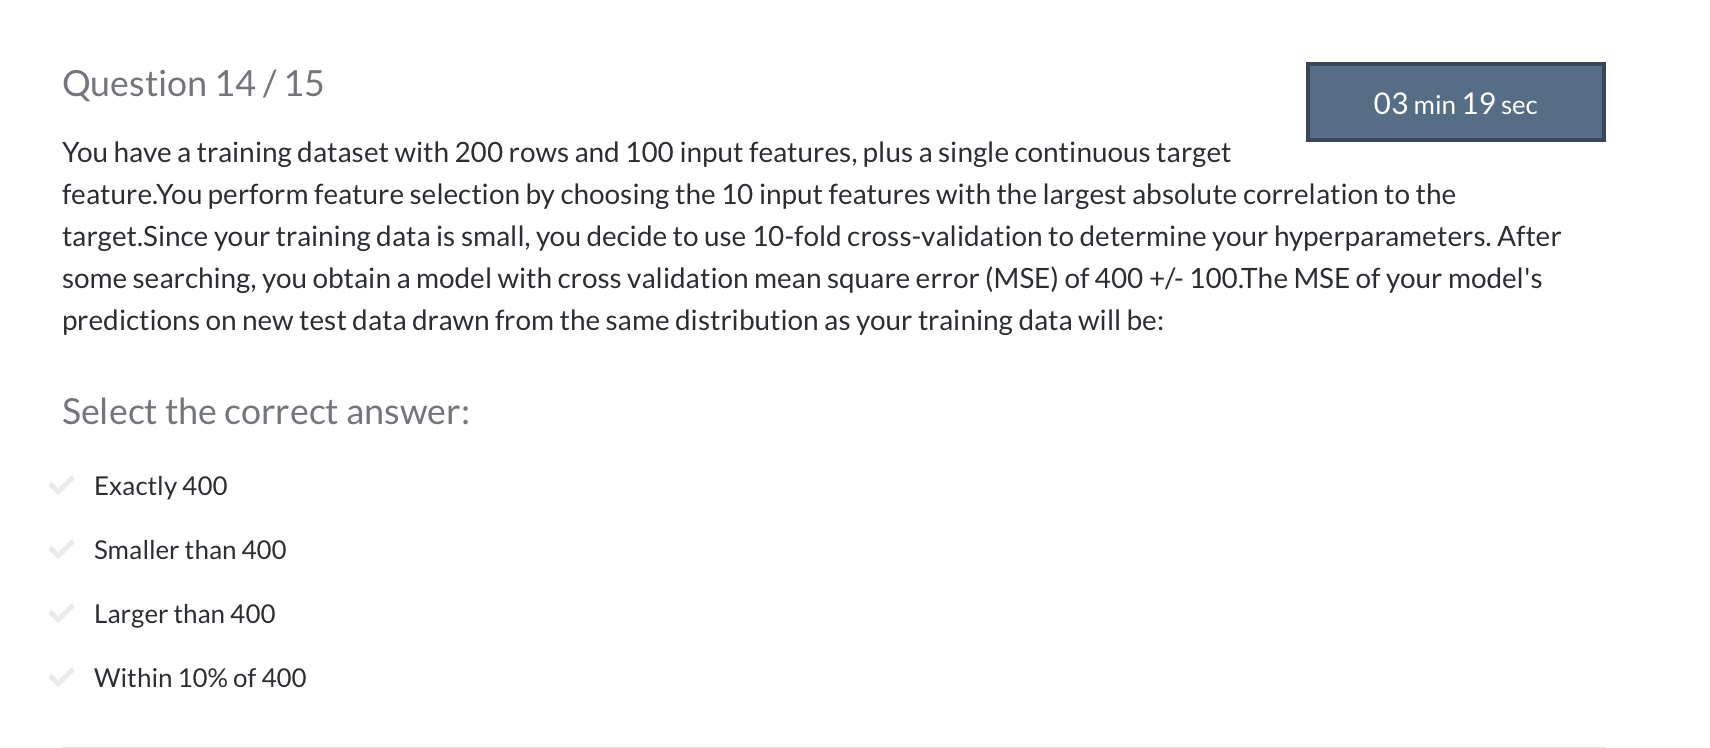 Question 14 / 15
03 min 19 sec
You have a training dataset with 200 rows and 100 input features, plus a single continuous target
feature.You perform feature selection by choosing the 10 input features with the largest absolute correlation to the
target.Since your training data is small, you decide to use 10-fold cross-validation to determine your hyperparameters. After
some searching, you obtain a model with cross validation mean square error (MSE) of 400 +/- 100.The MSE of your model's
predictions on new test data drawn from the same distribution as your training data will be:
Select the correct answer:
Exactly 400
Smaller than 400
Larger than 400
Within 10% of 400